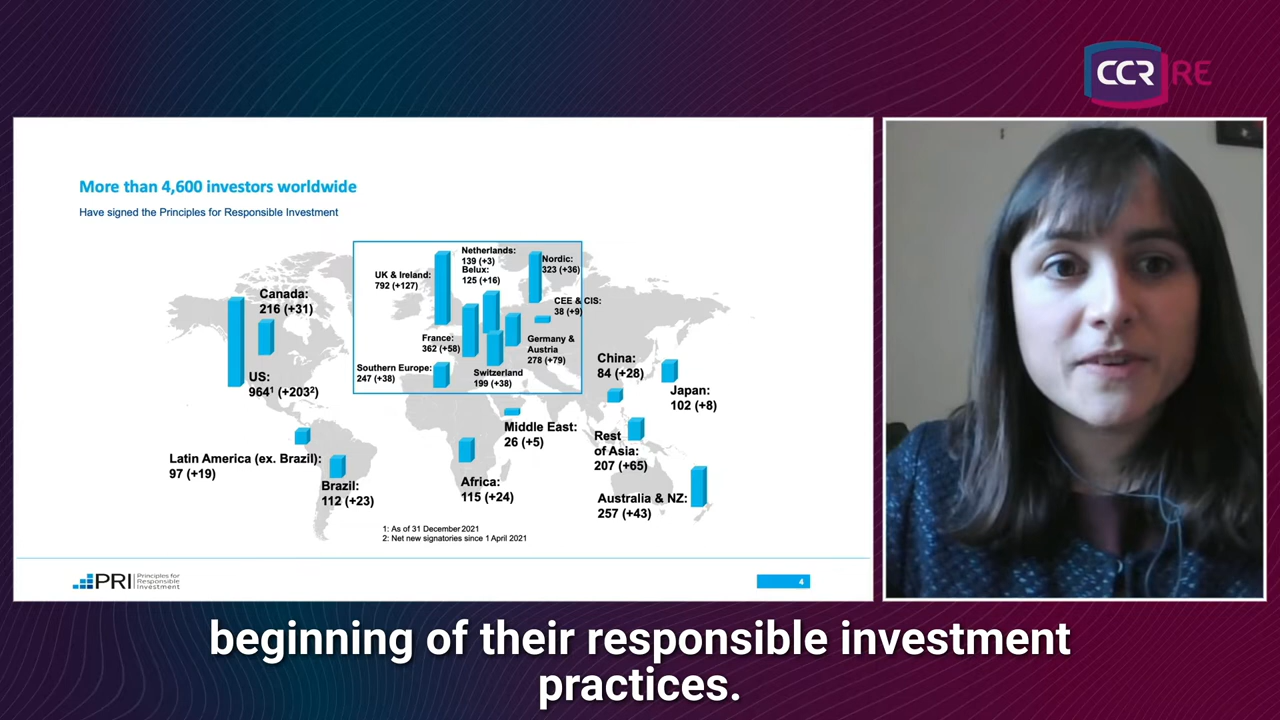 CCR RE
More than 4,600 investors worldwide
Have signed the Principles for Responsible Investment
Netherlands:
139 (+3)
Belux:
125 (+16)
Nordic:
323 (+36)
UK & Ireland:
792 (+127)
CEE & CIS:
38 (+9)
Canada:
216 (+31)
France:
362 (+58)
Germany &
Austria
278 (+79)
Southern Europe:
247 (+38)
Switzerland
199 (+38)
US:
964¹ (+203²)
China:
84 (+28)
Japan:
102 (+8)
Middle East:
26 (+5)
Rest
of Asia:
207 (+65)
Latin America (ex. Brazil):
97 (+19)
Brazil:
112 (+23)
Africa:
115 (+24)
Australia & NZ:
257 (+43)
1: As of 31 December 2021
2: Net new signatories since 1 April 2021
PRI Principles for
Responsible
Investment
4
beginning of their responsible investment
practices.